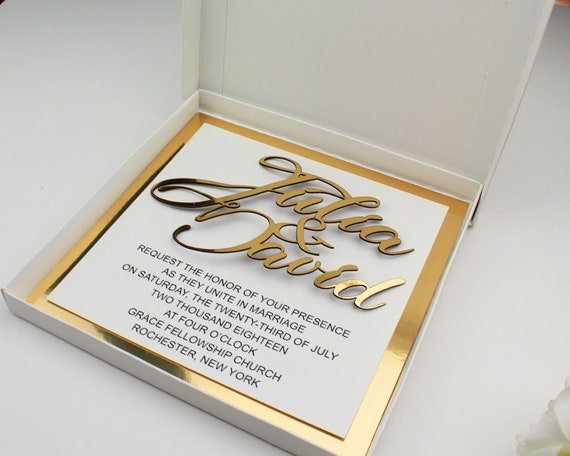 Julia
&
David
REQUEST THE HONOR OF YOUR PRESENCE
AS THEY UNITE IN MARRIAGE
ON SATURDAY, THE TWENTY-THIRD OF JULY
TWO THOUSAND EIGHTEEN
AT FOUR O'CLOCK
GRACE FELLOWSHIP CHURCH
ROCHESTER, NEW YORK